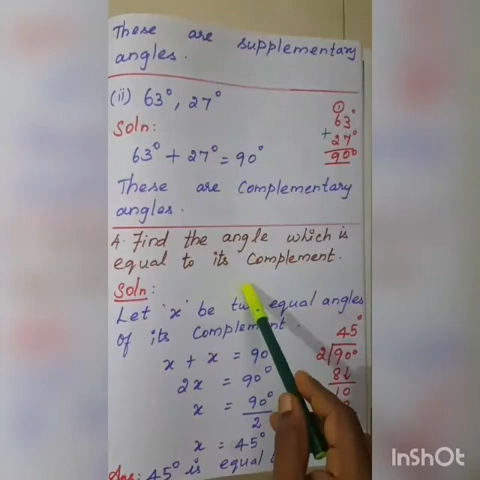 These are supplementary
angles.
(ii) 63°, 27°
Soln:
63° + 27° = 90°
1
63°
+ 27°
90°
These are Complementary
angles.
4. Find the angle which is
equal to its Complement.
Soln:
Let 'x' be two equal angles
of its Complement.
x + x = 90
2x = 90°
x = 90°
2
x = 45°
45°
2 90°
8↓
10
Ans: 45° is equal
InShOt